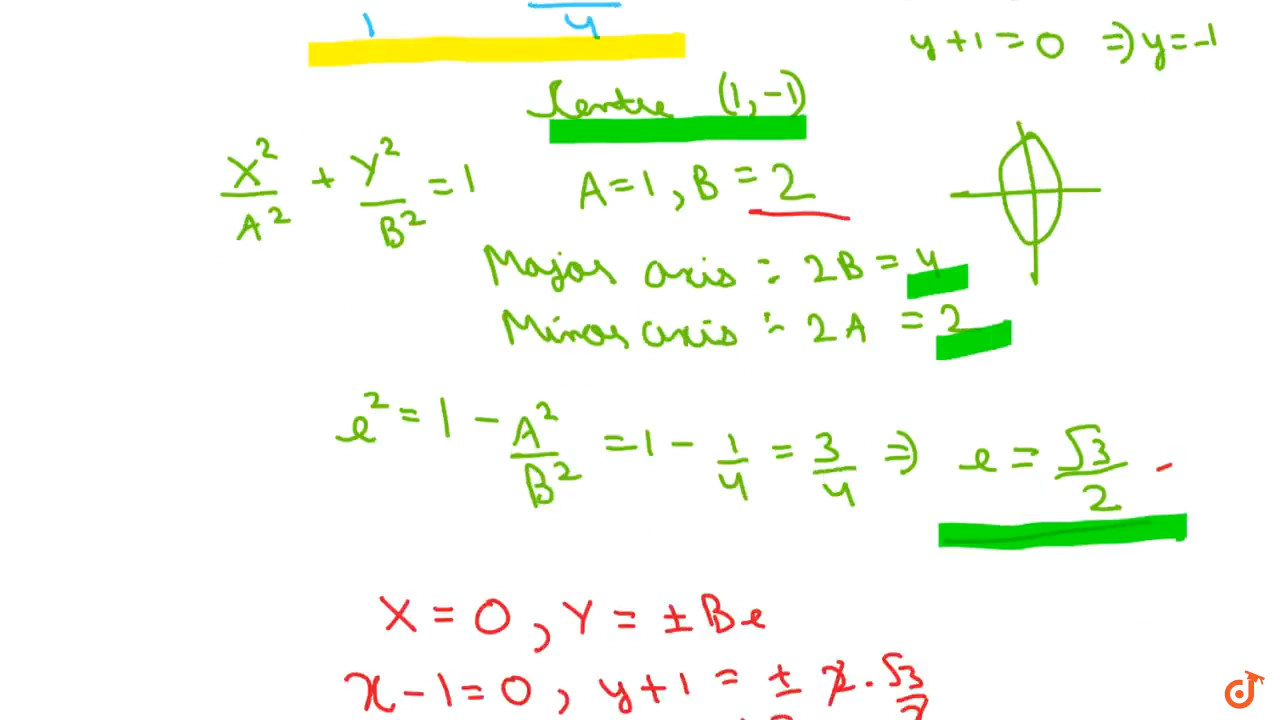 1 4
y + 1 = 0 ⇒ y = -1
Centre (1, -1)
X²/A² + Y²/B² = 1 A = 1, B = 2
Major axis : 2B = 4
Minor axis : 2A = 2
e² = 1 - A²/B² = 1 - 1/4 = 3/4 ⇒ e = √3/2
X = 0, Y = ± Be
x - 1 = 0, y + 1 = ± 2 . √3/2